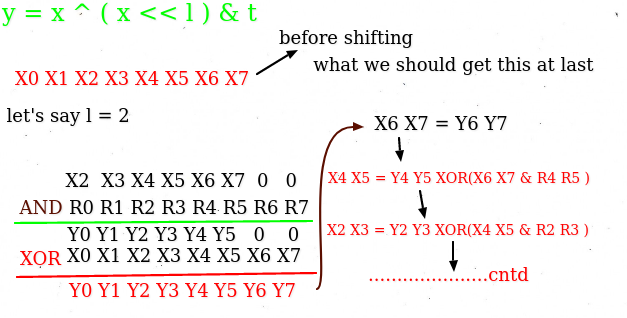 y = x ^ ( x << l ) & t
before shifting
what we should get this at last
X0 X1 X2 X3 X4 X5 X6 X7
let's say l = 2
X6 X7 = Y6 Y7
X4 X5 = Y4 Y5 XOR(X6 X7 & R4 R5 )
X2 X3 = Y2 Y3 XOR(X4 X5 & R2 R3 )
.....................cntd
X2 X3 X4 X5 X6 X7 0 0
AND R0 R1 R2 R3 R4 R5 R6 R7
Y0 Y1 Y2 Y3 Y4 Y5 0 0
XOR X0 X1 X2 X3 X4 X5 X6 X7
Y0 Y1 Y2 Y3 Y4 Y5 Y6 Y7